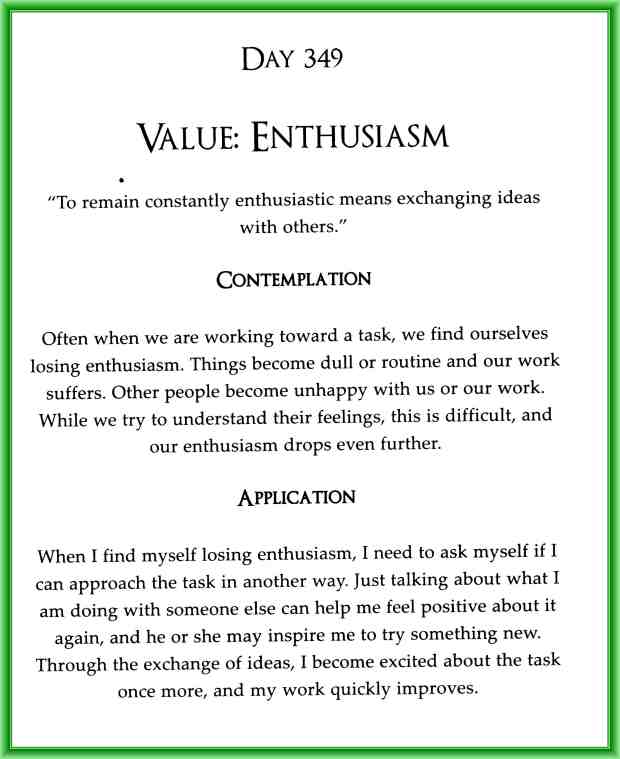 DAY 349
VALUE: ENTHUSIASM
“To remain constantly enthusiastic means exchanging ideas
with others.”
CONTEMPLATION
Often when we are working toward a task, we find ourselves
losing enthusiasm. Things become dull or routine and our work
suffers. Other people become unhappy with us or our work.
While we try to understand their feelings, this is difficult, and
our enthusiasm drops even further.
APPLICATION
When I find myself losing enthusiasm, I need to ask myself if I
can approach the task in another way. Just talking about what I
am doing with someone else can help me feel positive about it
again, and he or she may inspire me to try something new.
Through the exchange of ideas, I become excited about the task
once more, and my work quickly improves.